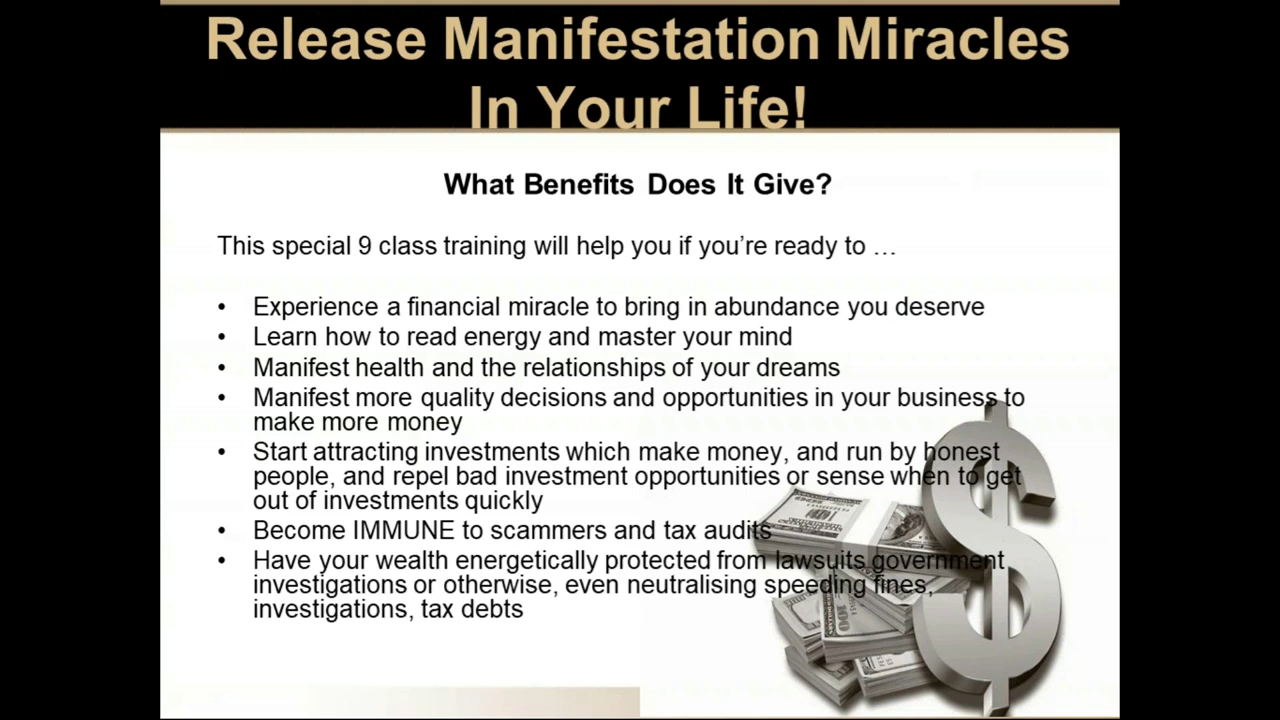 Release Manifestation Miracles
In Your Life!
What Benefits Does It Give?
This special 9 class training will help you if you’re ready to …
• Experience a financial miracle to bring in abundance you deserve
• Learn how to read energy and master your mind
• Manifest health and the relationships of your dreams
• Manifest more quality decisions and opportunities in your business to
make more money
• Start attracting investments which make money, and run by honest
people, and repel bad investment opportunities or sense when to get
out of investments quickly
• Become IMMUNE to scammers and tax audits
• Have your wealth energetically protected from lawsuits government
investigations or otherwise, even neutralising speeding fines,
investigations, tax debts